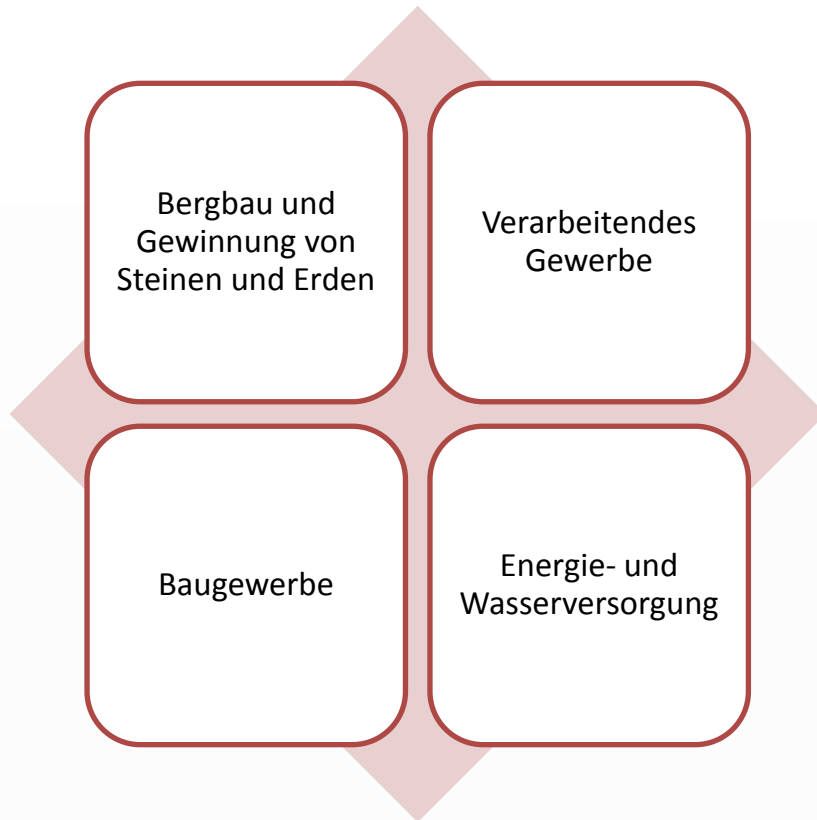 Bergbau und
Gewinnung von
Steinen und Erden
Verarbeitendes
Gewerbe
Baugewerbe
Energie- und
Wasserversorgung